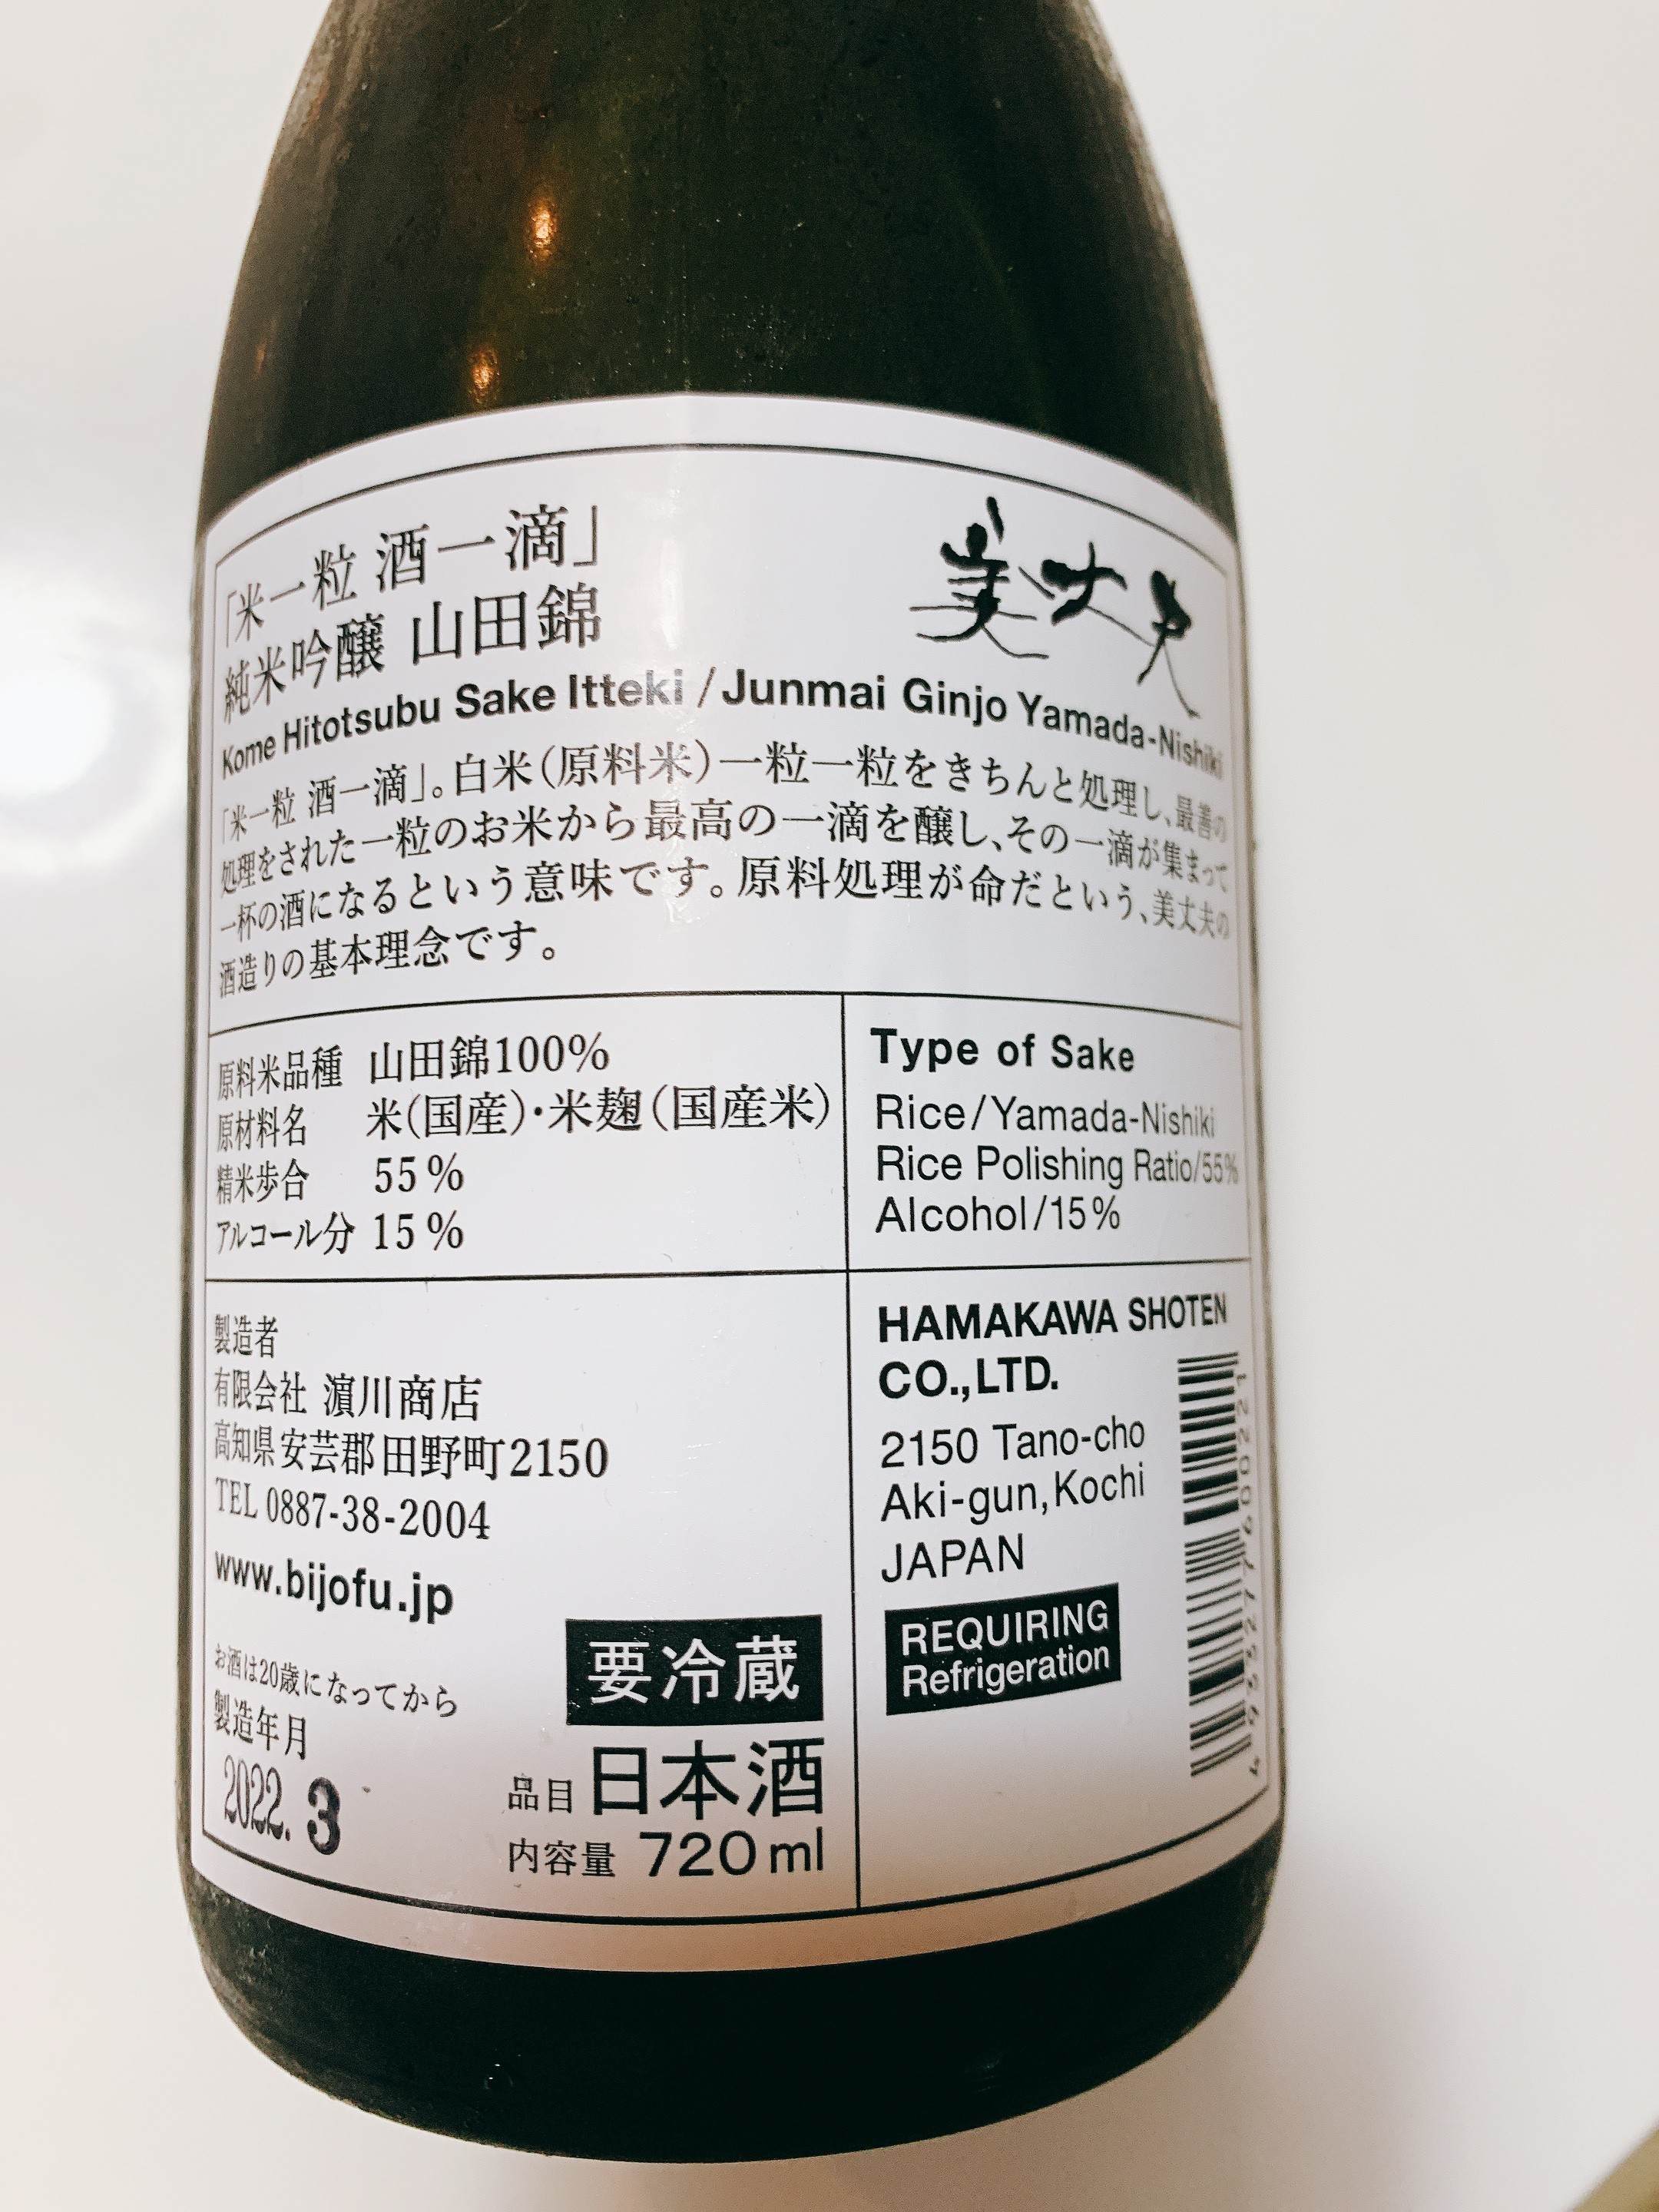 「米一粒 酒一滴」
美丈夫
純米吟醸 山田錦
Kome Hitotsubu Sake Itteki / Junmai Ginjo Yamada-Nishiki
「米一粒 酒一滴」。白米(原料米)一粒一粒をきちんと処理し、最善の
処理をされた一粒のお米から最高の一滴を醸し、その一滴が集まって
一杯の酒になるという意味です。原料処理が命だという、美丈夫の
酒造りの基本理念です。
原料米品種 山田錦100%
原材料名 米(国産)・米麹(国産米)
精米歩合 55%
アルコール分 15%
Type of Sake
Rice/Yamada-Nishiki
Rice Polishing Ratio/55%
Alcohol/15%
製造者
有限会社 濵川商店
高知県安芸郡田野町2150
TEL 0887-38-2004
www.bijofu.jp
お酒は20歳になってから
製造年月
2022. 3
要冷蔵
品目 日本酒
内容量 720ml
HAMAKAWA SHOTEN
CO.,LTD.
2150 Tano-cho
Aki-gun,Kochi
JAPAN
REQUIRING
Refrigeration